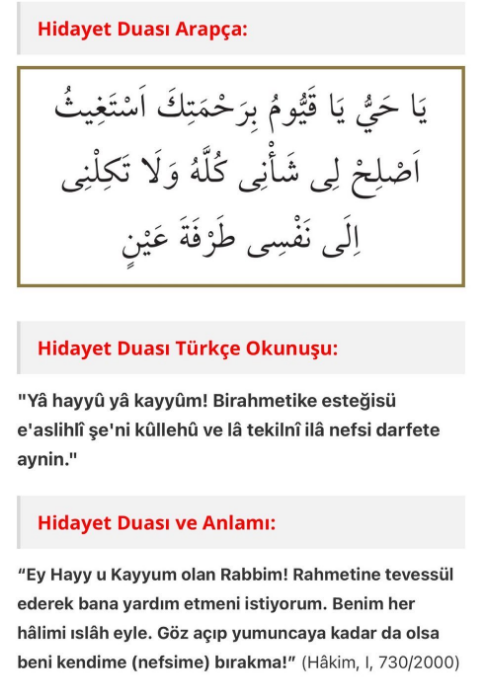 Hidayet Duası Arapça:
يَا حَيُّ يَا قَيُّومُ بِرَحْمَتِكَ اَسْتَغِيثُ
اَصْلِحْ لِى شَأْنِى كُلَّهُ وَلَا تَكِلْنِى
اِلَى نَفْسِى طَرْفَةَ عَيْنٍ
Hidayet Duası Türkçe Okunuşu:
"Yâ hayyû yâ kayyûm! Birahmetike esteğisü
e'aslihlî şe'ni kûllehû ve lâ tekilnî ilâ nefsi darfete
aynin."
Hidayet Duası ve Anlamı:
“Ey Hayy u Kayyum olan Rabbim! Rahmetine tevessül
ederek bana yardım etmeni istiyorum. Benim her
hâlimi ıslâh eyle. Göz açıp yumuncaya kadar da olsa
beni kendime (nefsime) bırakma!” (Hâkim, I, 730/2000)